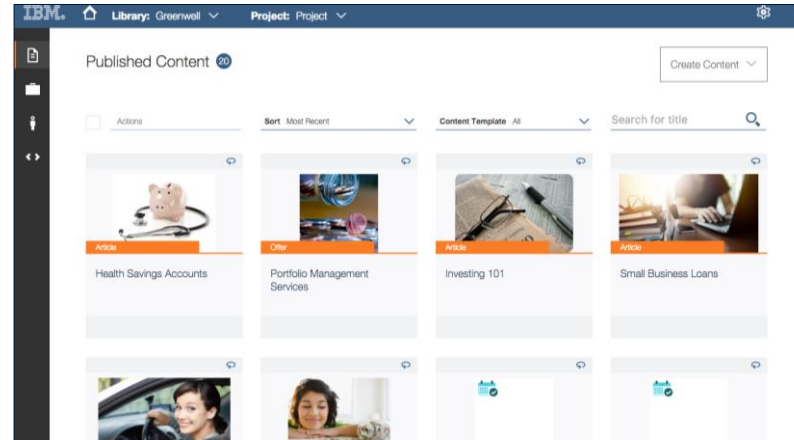 IBM. Library: Greenwell Project: Project
Published Content 20
Create Content
Actions Sort Most Recent Content Template All Search for title
Article Offer Article Article
Health Savings Accounts Portfolio Management Services Investing 101 Small Business Loans